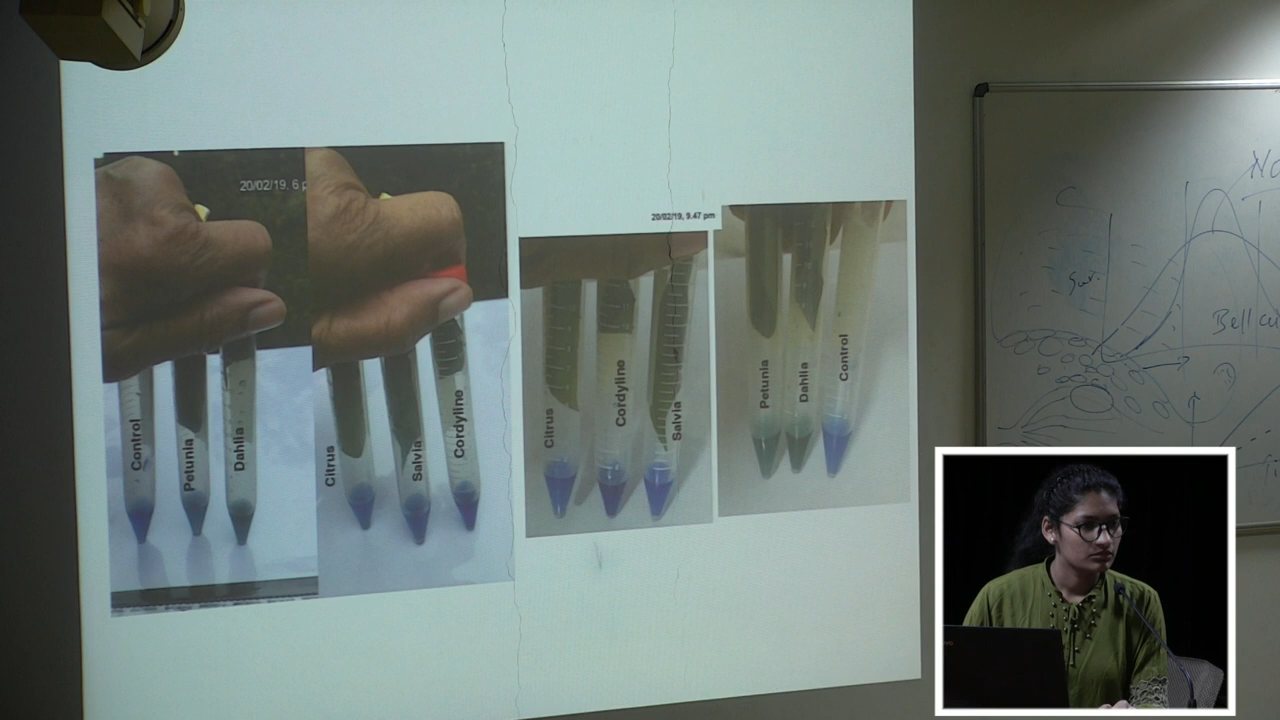 20/02/19, 6 p
Control
Petunia
Dahlia
Citrus
Salvia
Cordyline
20/02/19, 9.47 pm
Citrus
Cordyline
Salvia
Petunia
Dahlia
Control
No
Bell cu